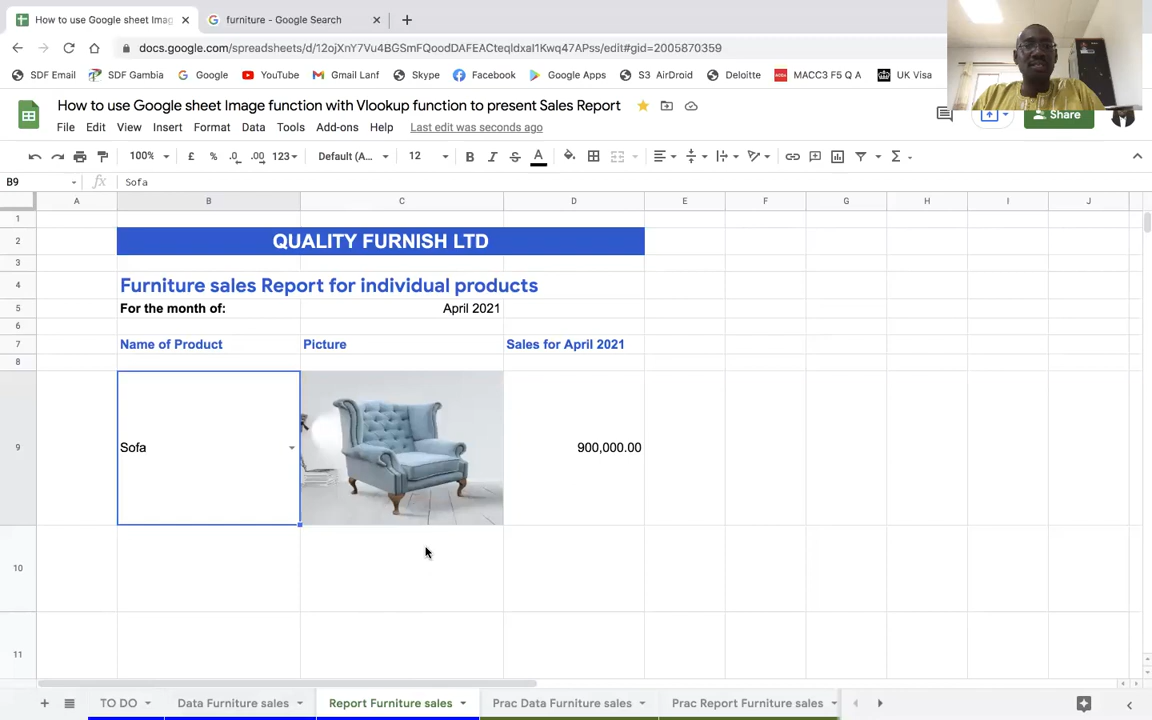 How to use Google sheet Imag
furniture - Google Search
docs.google.com/spreadsheets/d/12ojXnY7Vu4BGSmFQoodDAFEACteqldxaI1Kwq47APss/edit#gid=2005870359
SDF Email SDF Gambia Google YouTube Gmail Lanf Skype Facebook Google Apps S3 AirDroid Deloitte MACC3 F5 Q A UK Visa
How to use Google sheet Image function with Vlookup function to present Sales Report
File Edit View Insert Format Data Tools Add-ons Help Last edit was seconds ago
Share
100% £ % .0 .00 123 Default (A... 12 B I S A Σ
B9 fx Sofa
A B C D E F G H I J
1
2 QUALITY FURNISH LTD
3
4 Furniture sales Report for individual products
5 For the month of: April 2021
6
7 Name of Product Picture Sales for April 2021
8
9 Sofa 900,000.00
10
11
TO DO Data Furniture sales Report Furniture sales Prac Data Furniture sales Prac Report Furniture sales